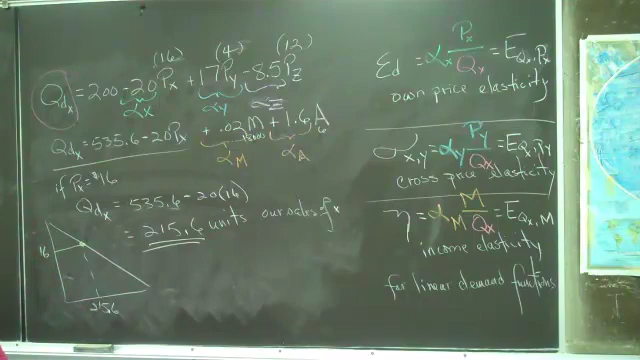 (16) (4) (12)
Qdx = 200 - 20Px + 17Py - 8.5Pz
αx αy αz
+ .02M + 1.6A
αM αA
Qdx = 535.6 - 20Px
if Px = $16
Qdx = 535.6 - 20(16)
= 215.6 units our sales of x
16
215.6
Ed = αx Px/Qx = EQx,Px
own price elasticity
σx,y = αy Py/Qx = EQx,Py
cross price elasticity
η = αM M/Qx = EQx,M
income elasticity
for linear demand functions